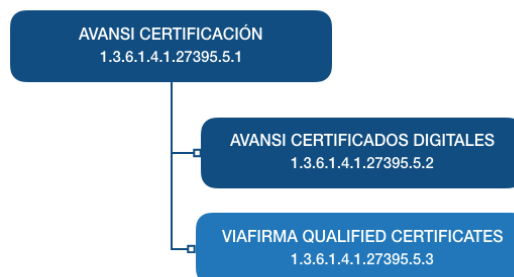 AVANSI CERTIFICACIÓN
1.3.6.1.4.1.27395.5.1
AVANSI CERTIFICADOS DIGITALES
1.3.6.1.4.1.27395.5.2
VIAFIRMA QUALIFIED CERTIFICATES
1.3.6.1.4.1.27395.5.3